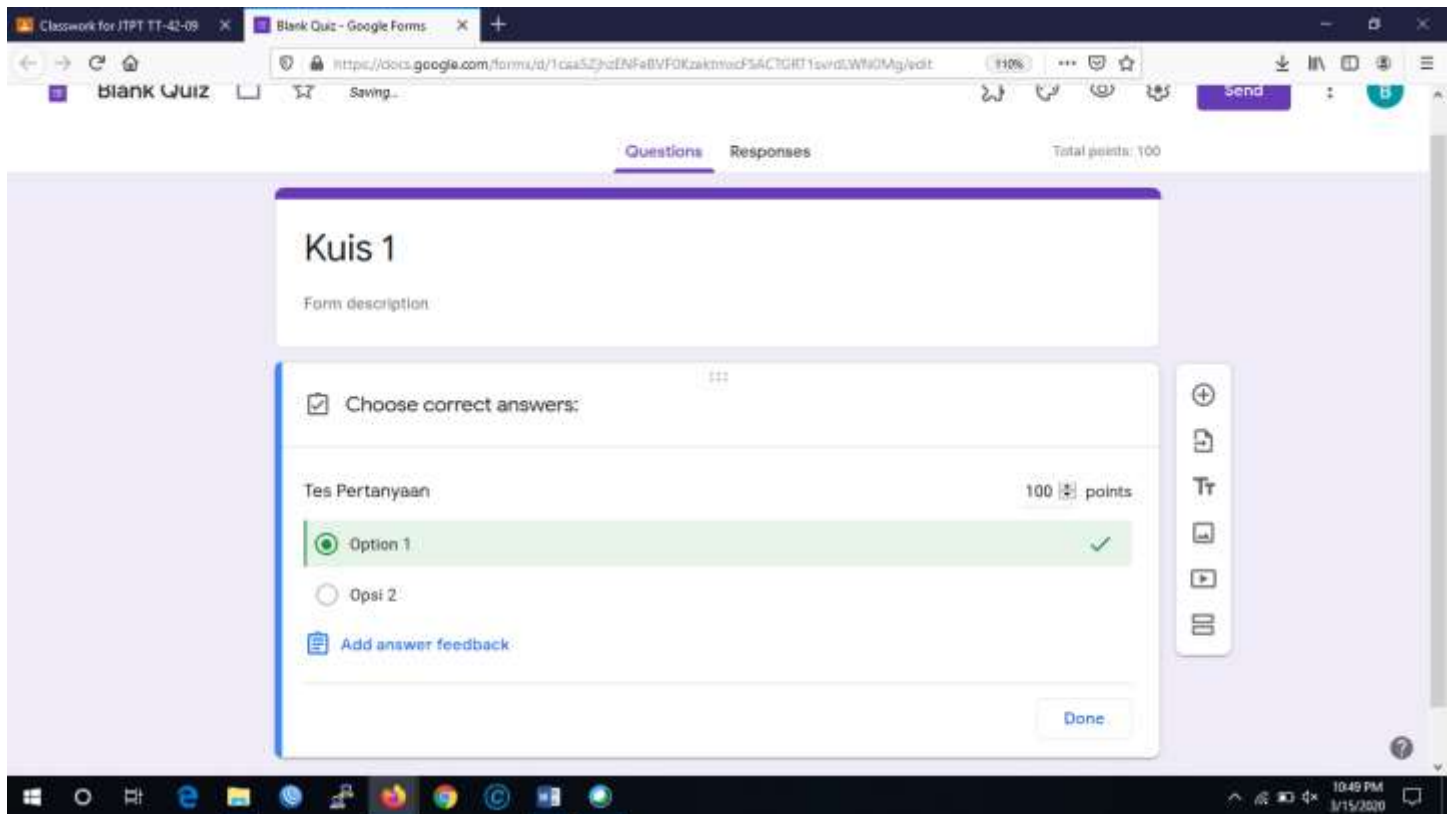 Classwork for JTPT TT-42-09
Blank Quiz - Google Forms
110%
Blank Quiz
Saving...
Send
B
Questions
Responses
Total points: 100
Kuis 1
Form description
Choose correct answers:
Tes Pertanyaan
100 points
Option 1
Opsi 2
Add answer feedback
Done
10:49 PM
3/15/2020